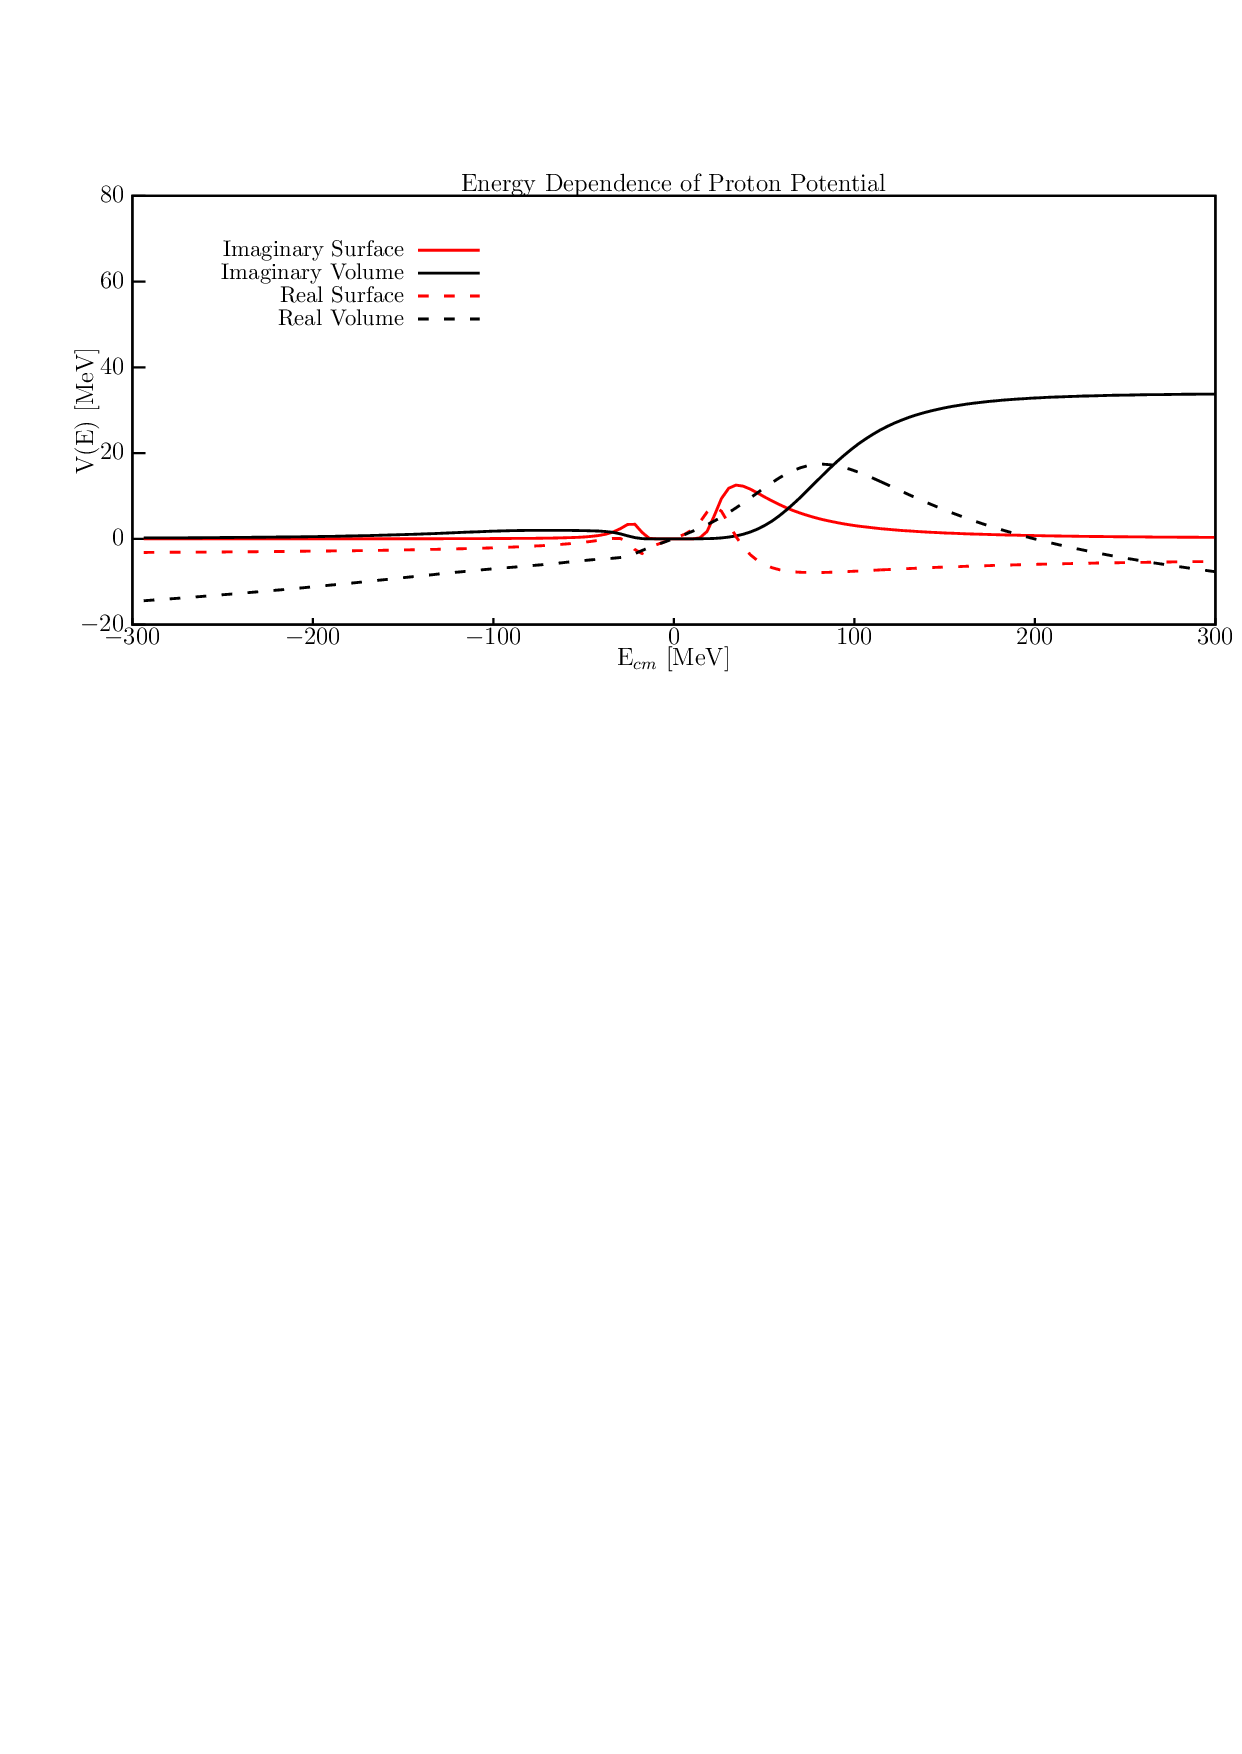 Energy Dependence of Proton Potential
80
60
40
20
0
−20
V(E) [MeV]
Imaginary Surface
Imaginary Volume
Real Surface
Real Volume
−300 −200 −100 0 100 200 300
E_cm [MeV]